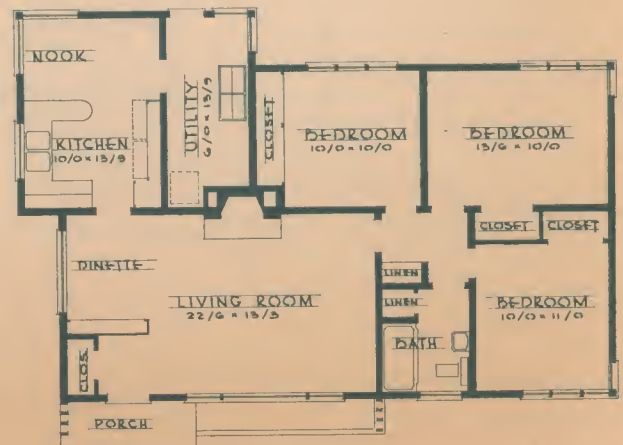 NOOK
KITCHEN
10/0 x 13/9
UTILITY
6/0 x 13/9
CLOSET
BEDROOM
10/0 x 10/0
BEDROOM
13/6 x 10/0
CLOSET
CLOSET
DINETTE
LIVING ROOM
22/6 x 13/3
LINEN
LINEN
BATH
BEDROOM
10/0 x 11/0
CLOS.
PORCH